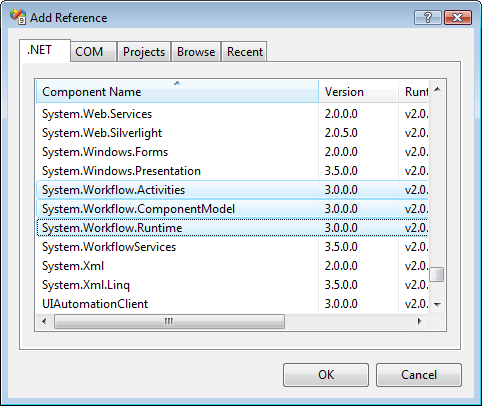 Add Reference
.NET COM Projects Browse Recent
Component Name Version Runt
System.Web.Services 2.0.0.0 v2.0.
System.Web.Silverlight 2.0.5.0 v2.0.
System.Windows.Forms 2.0.0.0 v2.0.
System.Windows.Presentation 3.5.0.0 v2.0.
System.Workflow.Activities 3.0.0.0 v2.0.
System.Workflow.ComponentModel 3.0.0.0 v2.0.
System.Workflow.Runtime 3.0.0.0 v2.0.
System.WorkflowServices 3.5.0.0 v2.0.
System.Xml 2.0.0.0 v2.0.
System.Xml.Linq 3.5.0.0 v2.0.
UIAutomationClient 3.0.0.0 v2.0.
OK Cancel